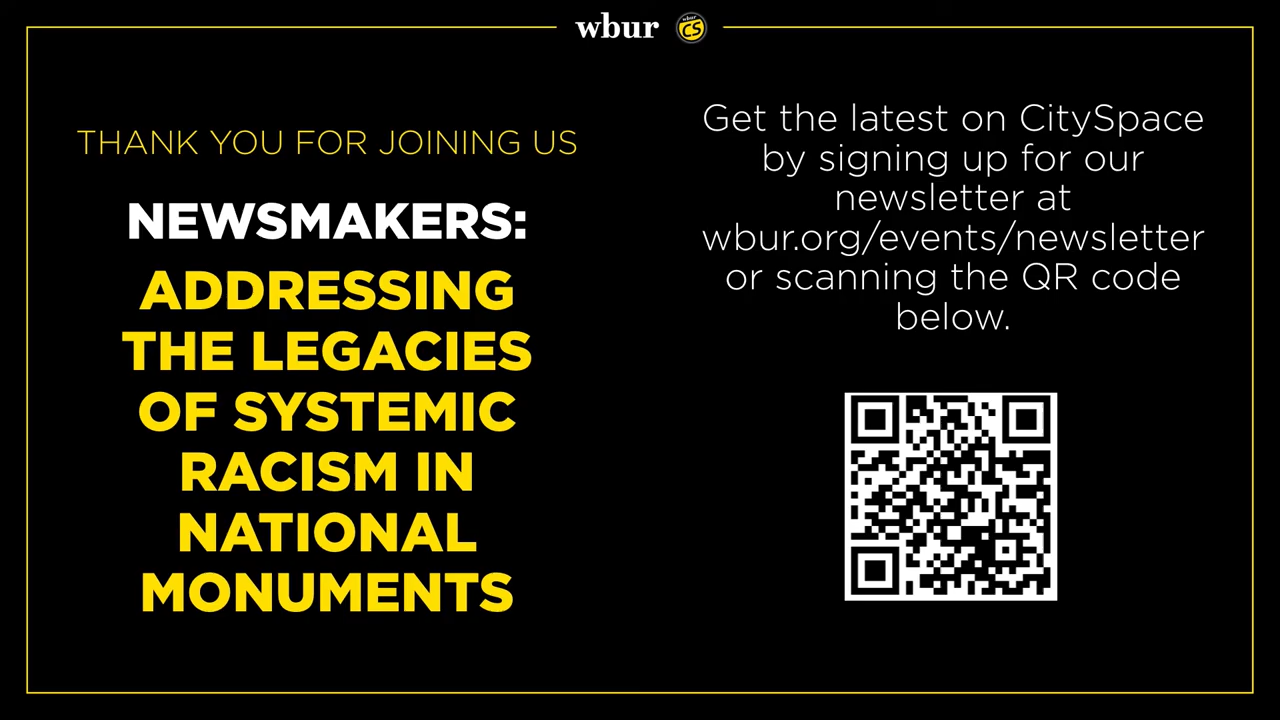 wbur
wbur
CS
THANK YOU FOR JOINING US
NEWSMAKERS:
ADDRESSING
THE LEGACIES
OF SYSTEMIC
RACISM IN
NATIONAL
MONUMENTS
Get the latest on CitySpace
by signing up for our
newsletter at
wbur.org/events/newsletter
or scanning the QR code
below.